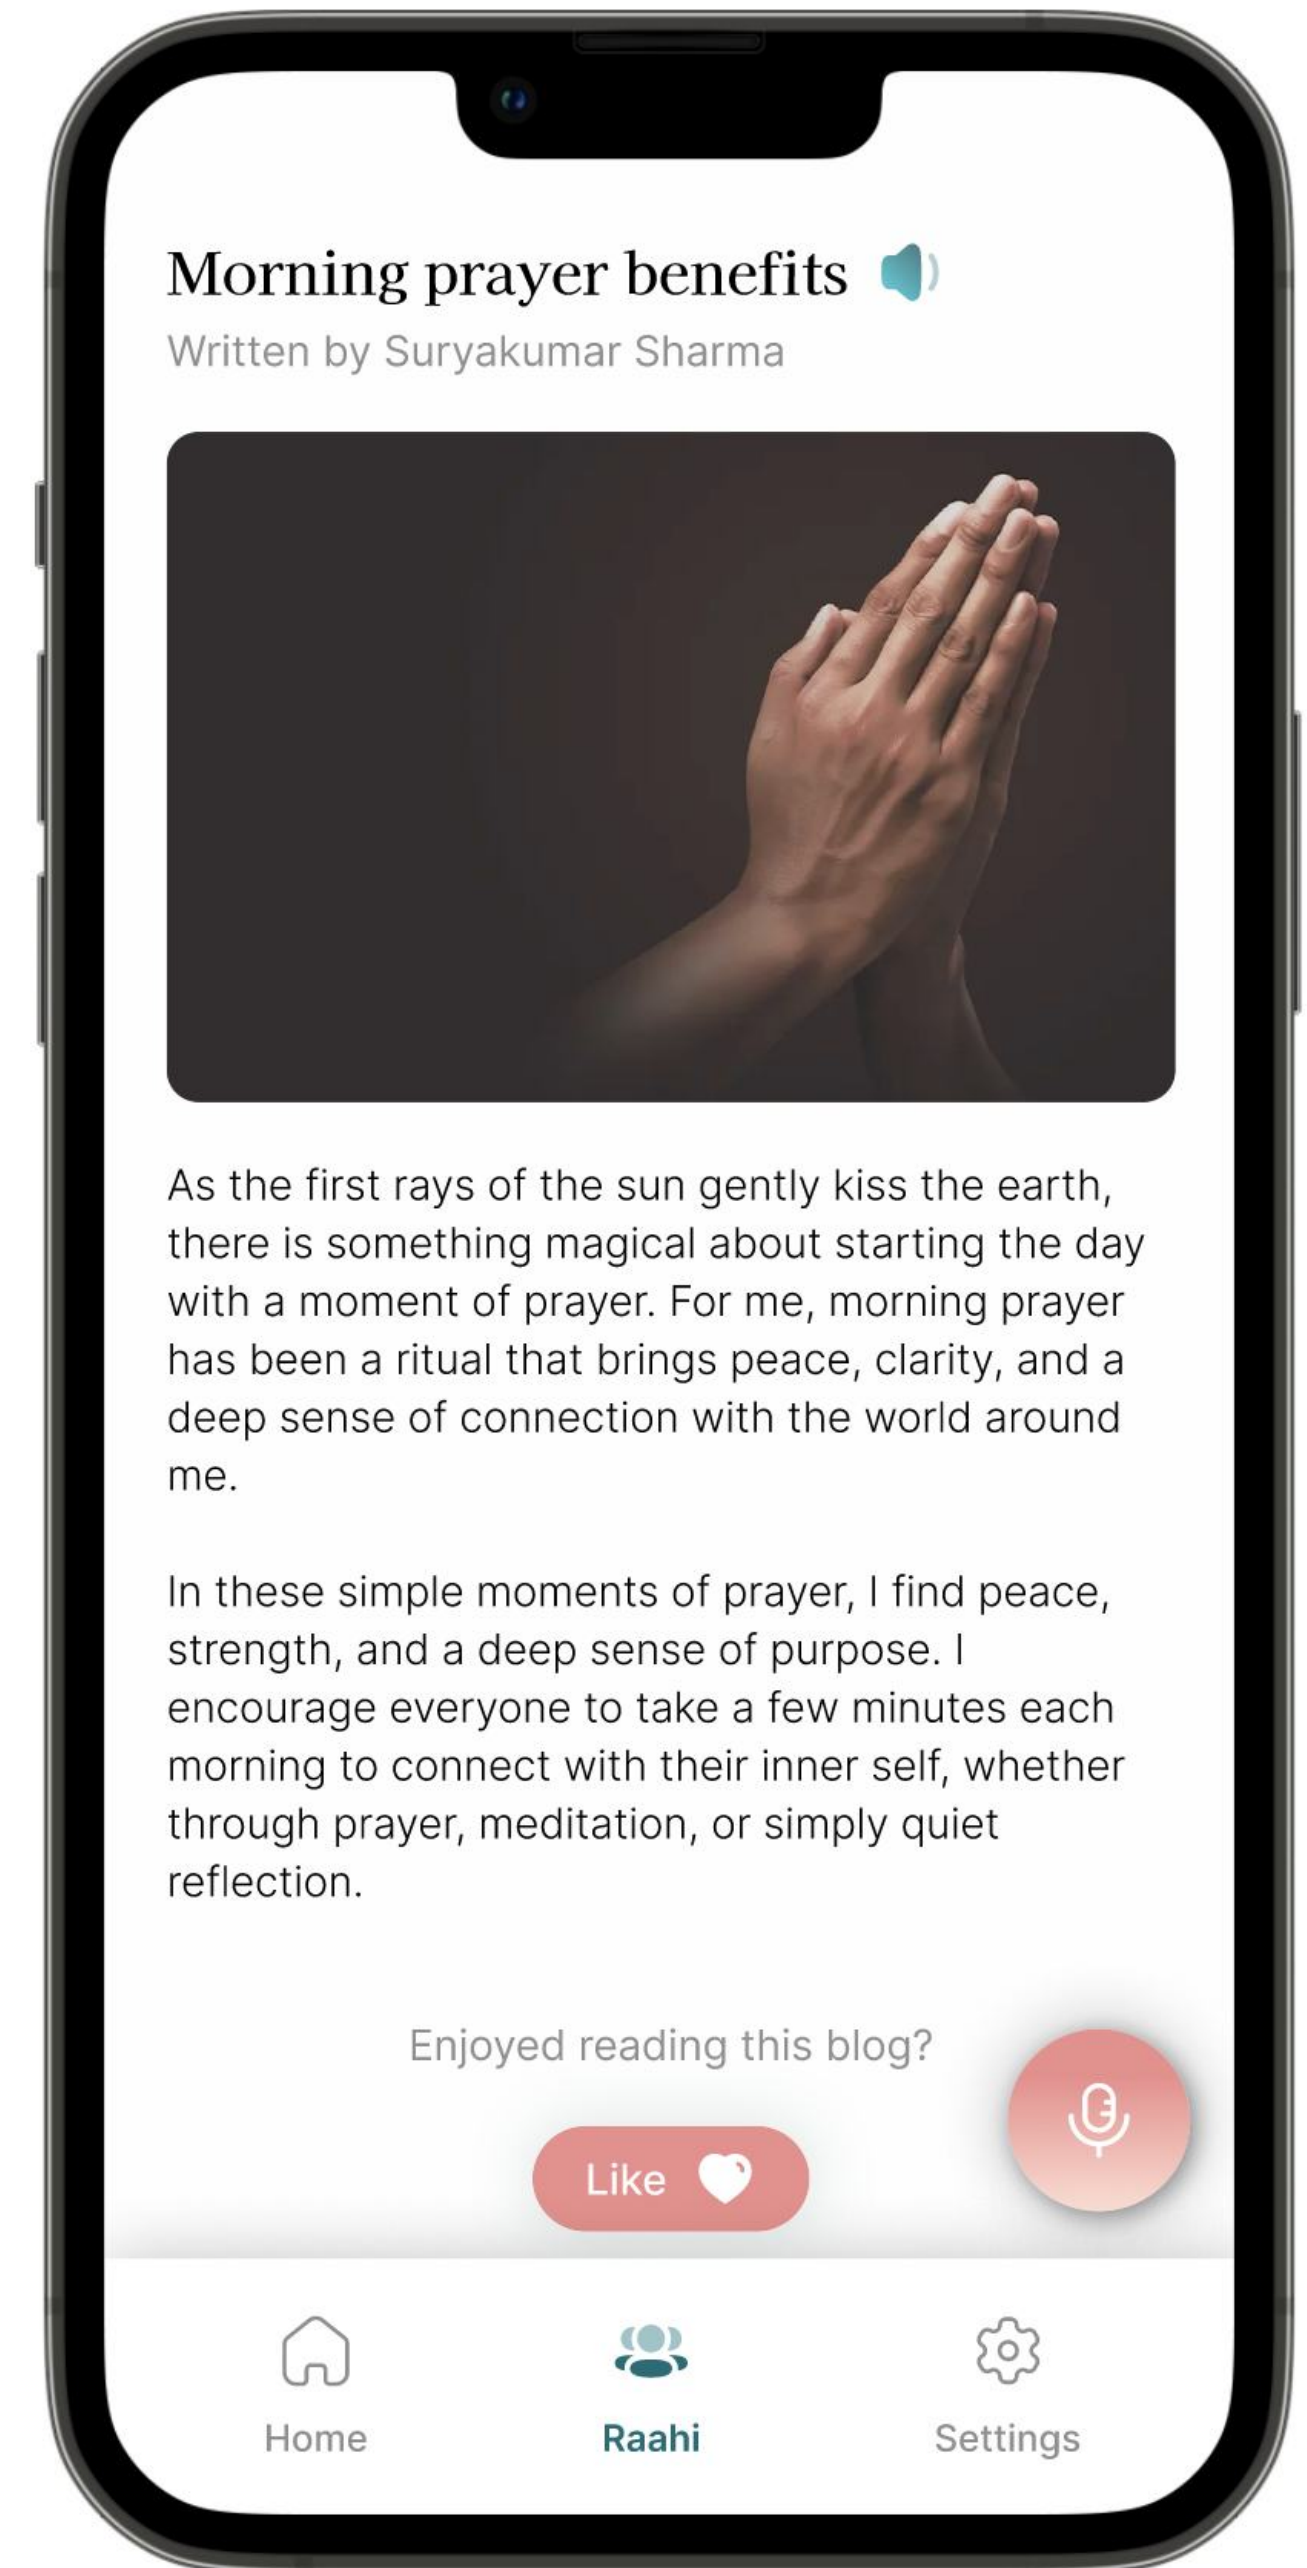 Morning prayer benefits
Written by Suryakumar Sharma
As the first rays of the sun gently kiss the earth,
there is something magical about starting the day
with a moment of prayer. For me, morning prayer
has been a ritual that brings peace, clarity, and a
deep sense of connection with the world around
me.
In these simple moments of prayer, I find peace,
strength, and a deep sense of purpose. I
encourage everyone to take a few minutes each
morning to connect with their inner self, whether
through prayer, meditation, or simply quiet
reflection.
Enjoyed reading this blog?
Like
Home
Raahi
Settings